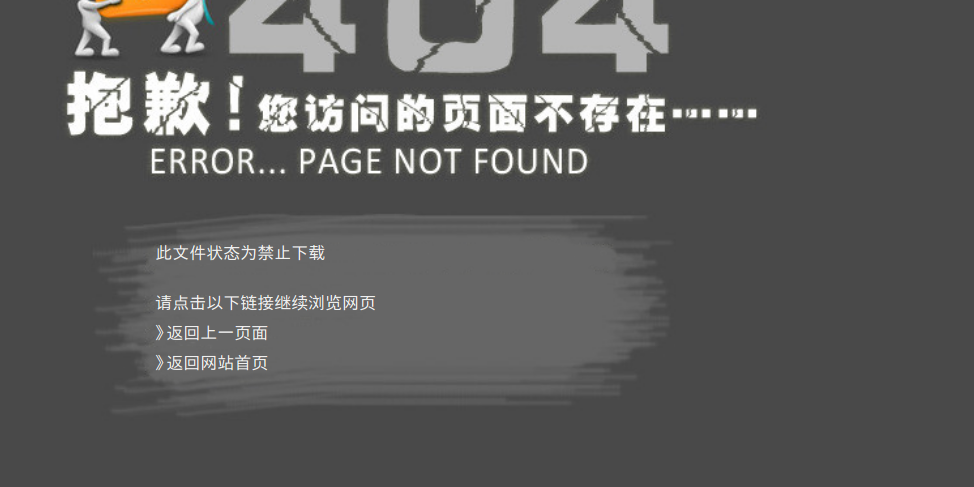 404
抱歉！您访问的页面不存在……
ERROR... PAGE NOT FOUND
此文件状态为禁止下载
请点击以下链接继续浏览网页
》返回上一页面
》返回网站首页